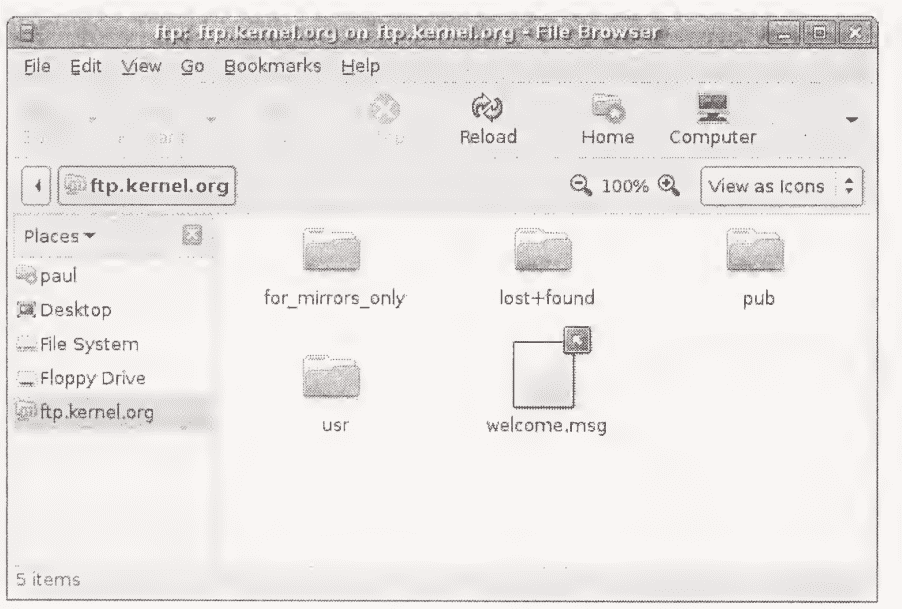 ftp: ftp.kernel.org on ftp.kernel.org - File Browser
File Edit View Go Bookmarks Help
Reload Home Computer
ftp.kernel.org 100% View as Icons
Places
paul
Desktop
File System
Floppy Drive
ftp.kernel.org
for_mirrors_only lost+found pub
usr welcome.msg
5 items